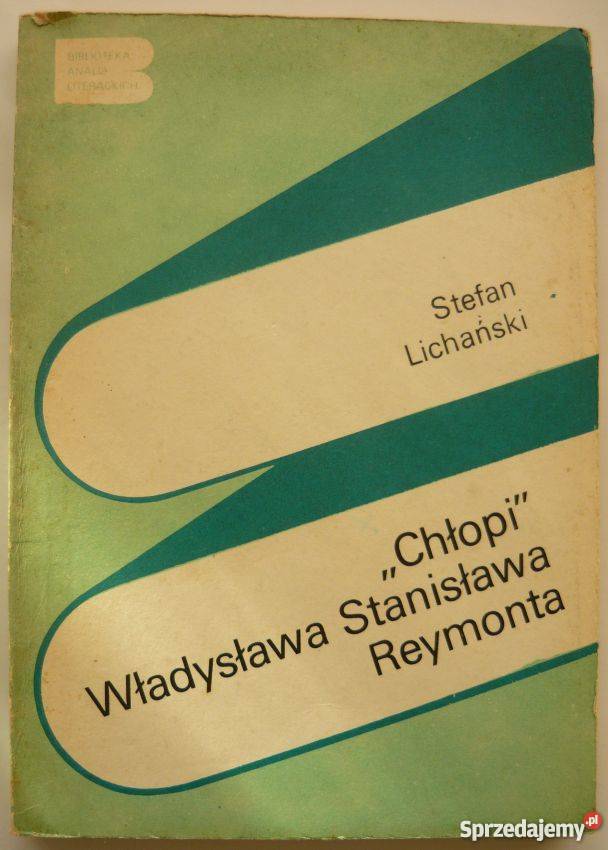 BIBLIOTEKA
ANALIZ
LITERACKICH
Stefan
Lichański
„Chłopi”
Władysława Stanisława
Reymonta
Sprzedajemy.pl